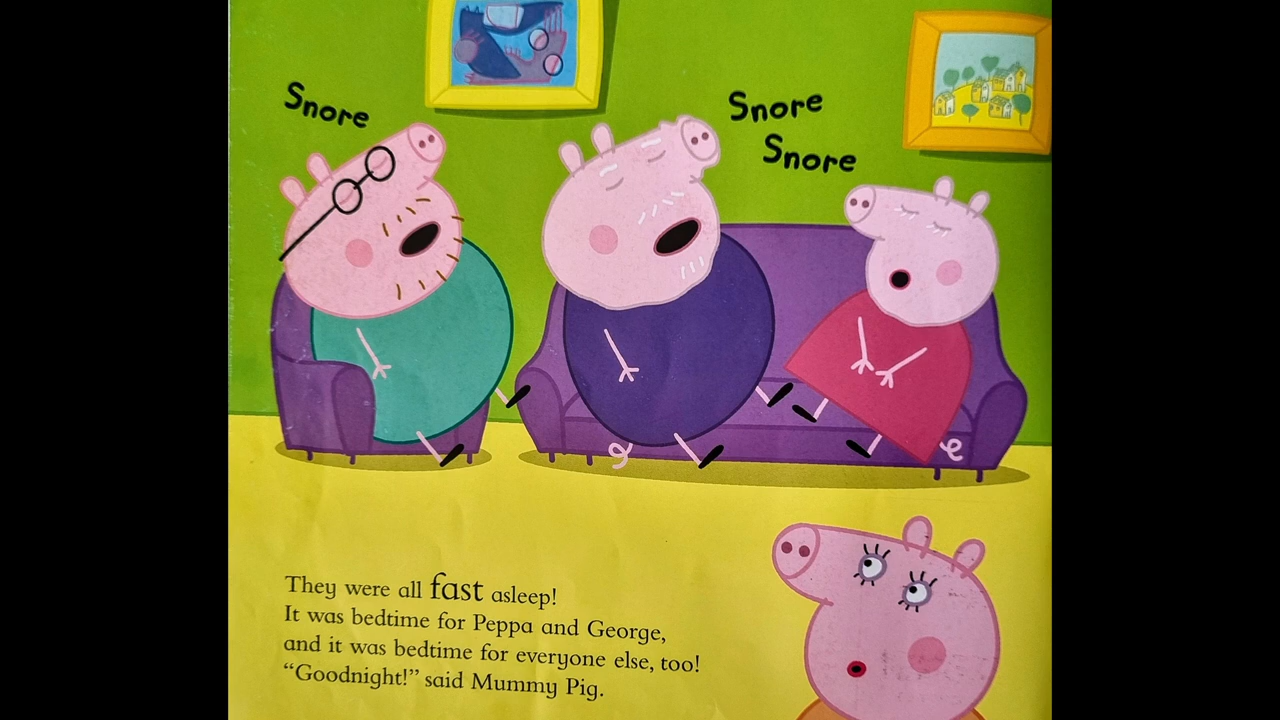 Snore
Snore
Snore
They were all fast asleep!
It was bedtime for Peppa and George,
and it was bedtime for everyone else, too!
“Goodnight!” said Mummy Pig.